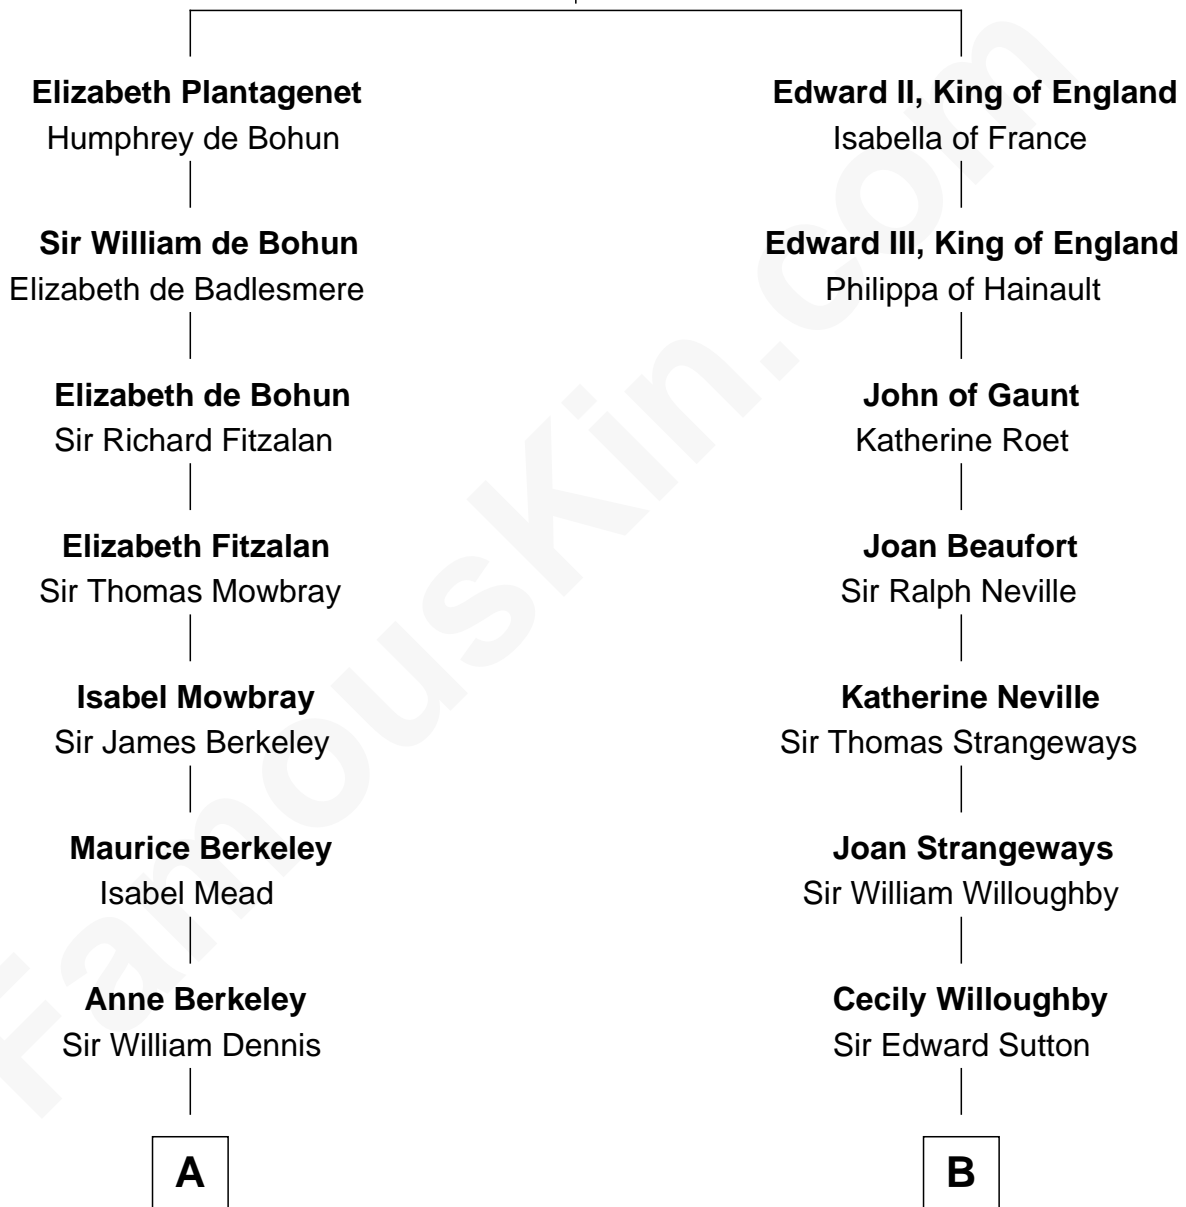 Elizabeth Plantagenet
Humphrey de Bohun
Sir William de Bohun
Elizabeth de Badlesmere
Elizabeth de Bohun
Sir Richard Fitzalan
Elizabeth Fitzalan
Sir Thomas Mowbray
Isabel Mowbray
Sir James Berkeley
Maurice Berkeley
Isabel Mead
Anne Berkeley
Sir William Dennis
A
Edward II, King of England
Isabella of France
Edward III, King of England
Philippa of Hainault
John of Gaunt
Katherine Roet
Joan Beaufort
Sir Ralph Neville
Katherine Neville
Sir Thomas Strangeways
Joan Strangeways
Sir William Willoughby
Cecily Willoughby
Sir Edward Sutton
B
FamousKin.com